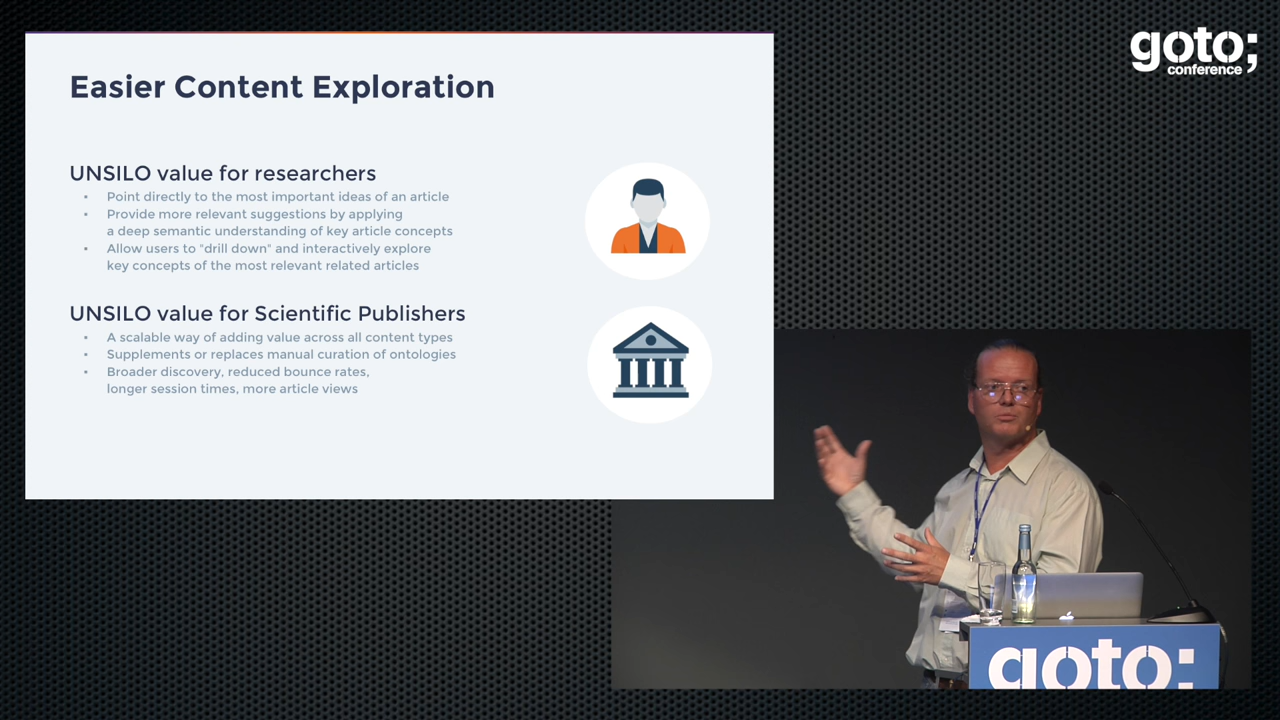 goto;
conference
Easier Content Exploration
UNSILO value for researchers
• Point directly to the most important ideas of an article
• Provide more relevant suggestions by applying
a deep semantic understanding of key article concepts
• Allow users to "drill down" and interactively explore
key concepts of the most relevant related articles
UNSILO value for Scientific Publishers
• A scalable way of adding value across all content types
• Supplements or replaces manual curation of ontologies
• Broader discovery, reduced bounce rates,
longer session times, more article views
goto;